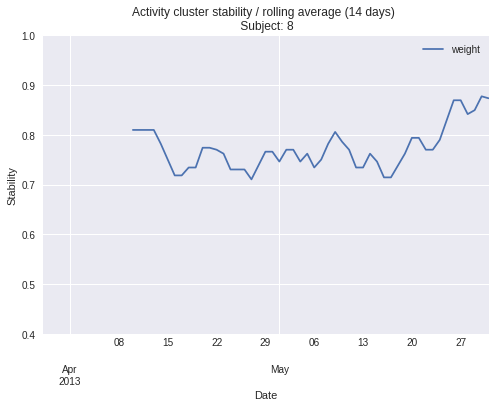 Activity cluster stability / rolling average (14 days)
Subject: 8
weight
1.0
0.9
0.8
0.7
0.6
0.5
0.4
Stability
08 15 22 29 06 13 20 27
Apr May
2013
Date